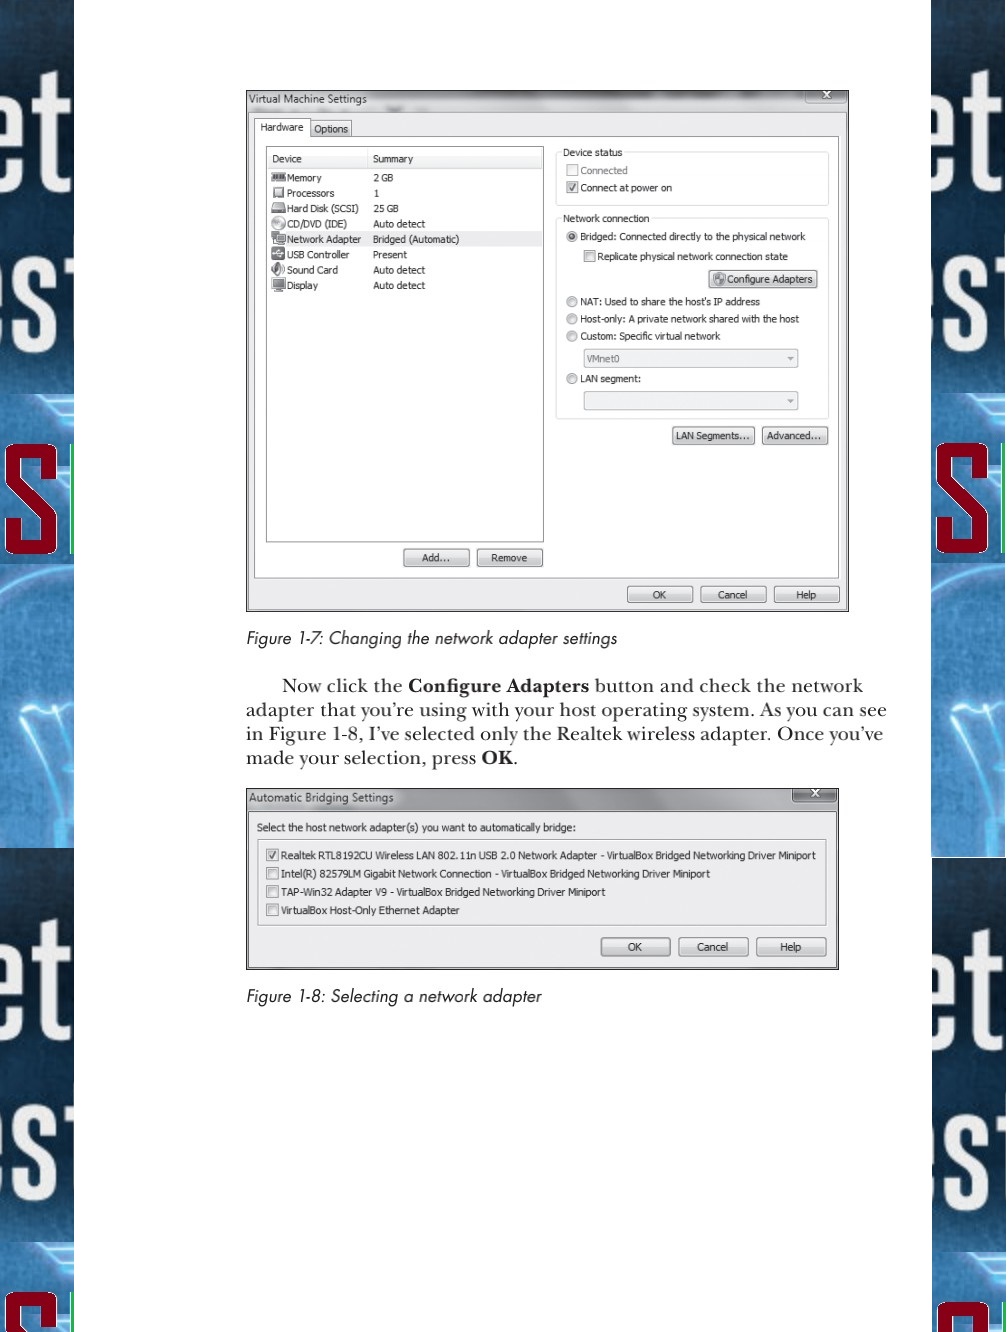 Virtual Machine Settings
Hardware
Options
Device Summary
Memory 2 GB
Processors 1
Hard Disk (SCSI) 25 GB
CD/DVD (IDE) Auto detect
Network Adapter Bridged (Automatic)
USB Controller Present
Sound Card Auto detect
Display Auto detect
Add...
Remove
Device status
Connected
Connect at power on
Network connection
Bridged: Connected directly to the physical network
Replicate physical network connection state
Configure Adapters
NAT: Used to share the host's IP address
Host-only: A private network shared with the host
Custom: Specific virtual network
VMnet0
LAN segment:
LAN Segments...
Advanced...
OK
Cancel
Help
Figure 1-7: Changing the network adapter settings
Now click the Configure Adapters button and check the network
adapter that you're using with your host operating system. As you can see
in Figure 1-8, I've selected only the Realtek wireless adapter. Once you've
made your selection, press OK.
Automatic Bridging Settings
Select the host network adapter(s) you want to automatically bridge:
Realtek RTL8192CU Wireless LAN 802.11n USB 2.0 Network Adapter - VirtualBox Bridged Networking Driver Miniport
Intel(R) 82579LM Gigabit Network Connection - VirtualBox Bridged Networking Driver Miniport
TAP-Win32 Adapter V9 - VirtualBox Bridged Networking Driver Miniport
VirtualBox Host-Only Ethernet Adapter
OK
Cancel
Help
Figure 1-8: Selecting a network adapter